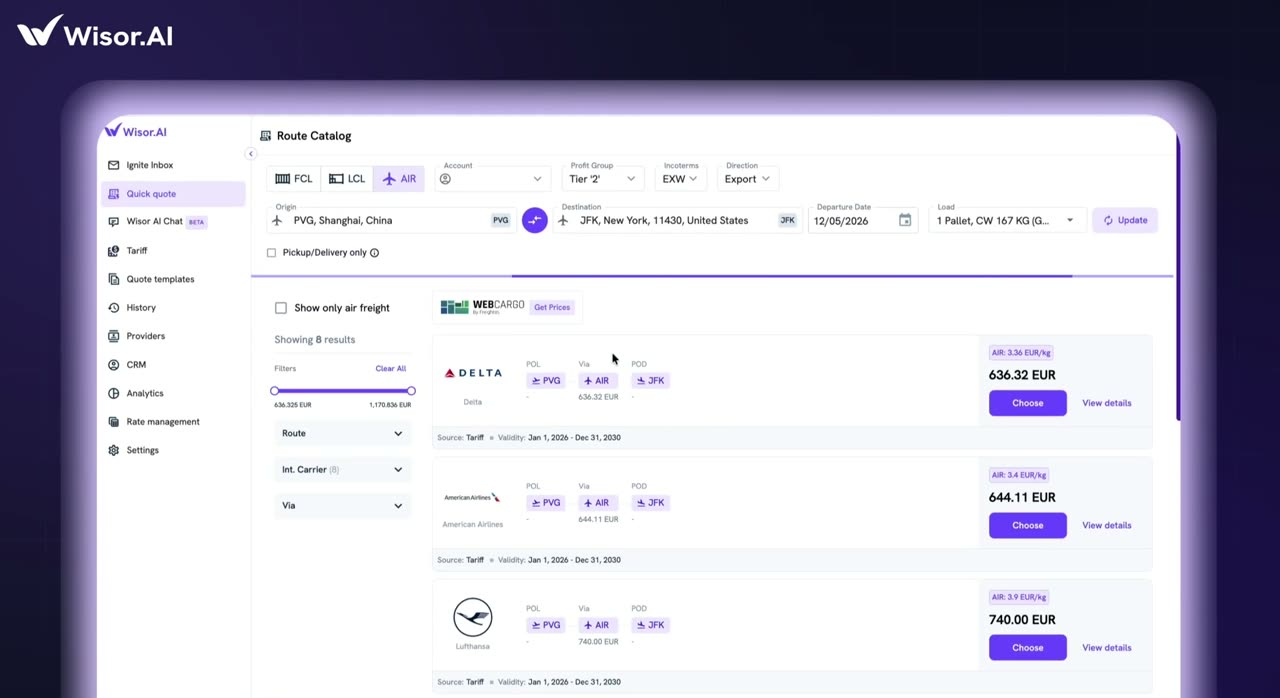 Wisor.AI
Wisor.AI
Ignite Inbox
Quick quote
Wisor AI Chat BETA
Tariff
Quote templates
History
Providers
CRM
Analytics
Rate management
Settings
Route Catalog
FCL LCL AIR
Account
Profit Group
Tier '2'
Incoterms
EXW
Direction
Export
Origin
PVG, Shanghai, China PVG
Destination
JFK, New York, 11430, United States JFK
Departure Date
12/05/2026
Load
1 Pallet, CW 167 KG (G...
Update
Pickup/Delivery only
Show only air freight
Showing 8 results
Filters Clear All
636.325 EUR 1,170.836 EUR
Route
Int. Carrier (8)
Via
WEBCARGO
by Freightos
Get Prices
DELTA
Delta
POL Via POD
PVG AIR JFK
- 636.32 EUR -
AIR: 3.36 EUR/kg
636.32 EUR
Choose View details
Source: Tariff Validity: Jan 1, 2026 - Dec 31, 2030
American Airlines
American Airlines
POL Via POD
PVG AIR JFK
- 644.11 EUR -
AIR: 3.4 EUR/kg
644.11 EUR
Choose View details
Source: Tariff Validity: Jan 1, 2026 - Dec 31, 2030
Lufthansa
POL Via POD
PVG AIR JFK
- 740.00 EUR -
AIR: 3.9 EUR/kg
740.00 EUR
Choose View details
Source: Tariff Validity: Jan 1, 2026 - Dec 31, 2030